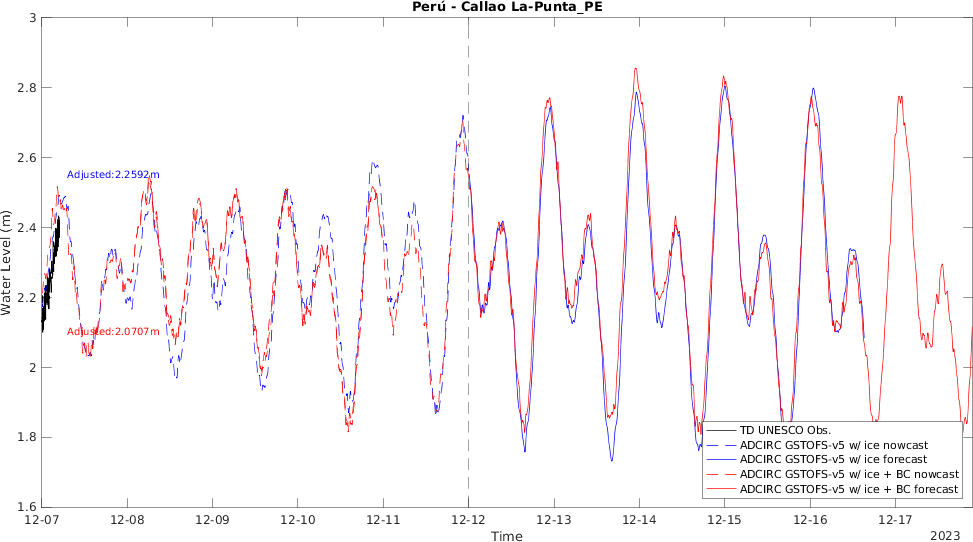 Perú - Callao La-Punta_PE
Water Level (m)
3
2.8
2.6
2.4
2.2
2
1.8
1.6
Adjusted:2.2592m
Adjusted:2.0707m
TD UNESCO Obs.
ADCIRC GSTOFS-v5 w/ ice nowcast
ADCIRC GSTOFS-v5 w/ ice forecast
ADCIRC GSTOFS-v5 w/ ice + BC nowcast
ADCIRC GSTOFS-v5 w/ ice + BC forecast
12-07 12-08 12-09 12-10 12-11 12-12 12-13 12-14 12-15 12-16 12-17
Time
2023